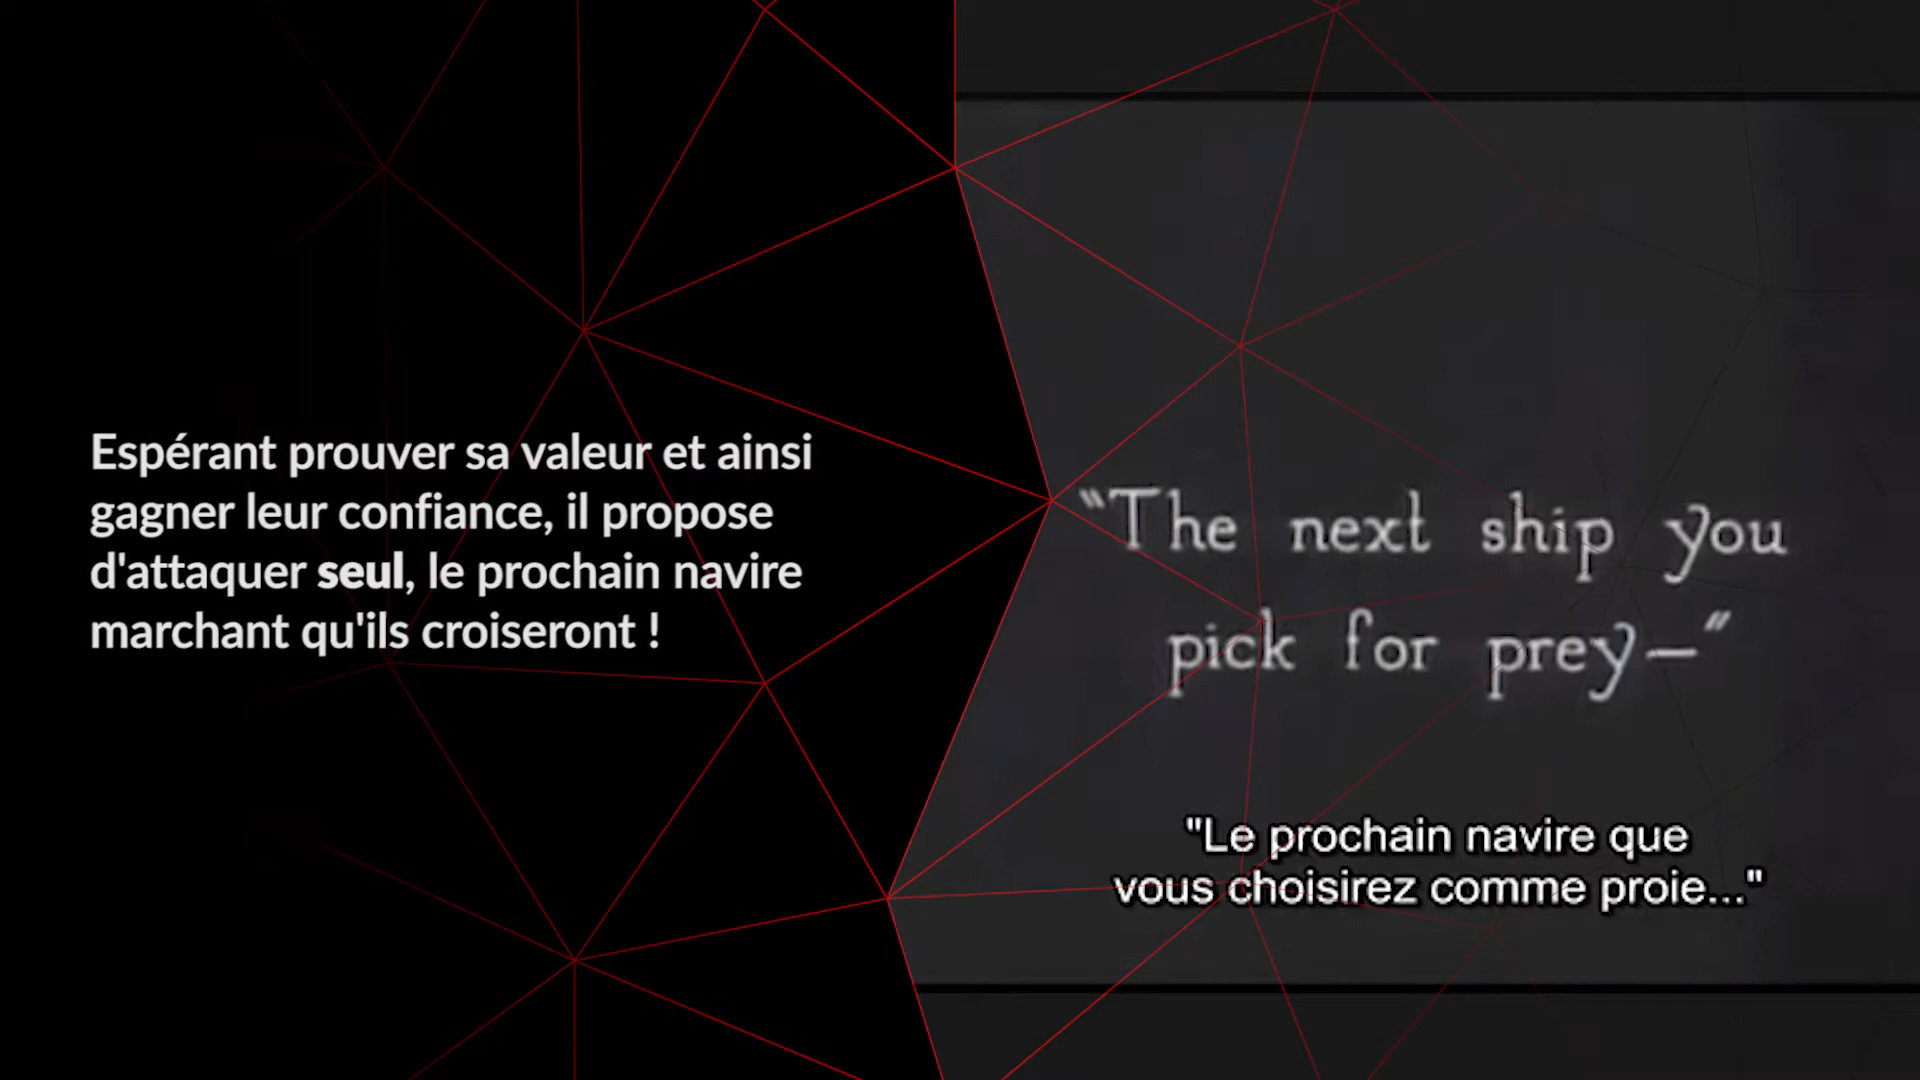 Espérant prouver sa valeur et ainsi
gagner leur confiance, il propose
d'attaquer seul, le prochain navire
marchant qu'ils croiseront !
“The next ship you
pick for prey—”
"Le prochain navire que
vous choisirez comme proie..."